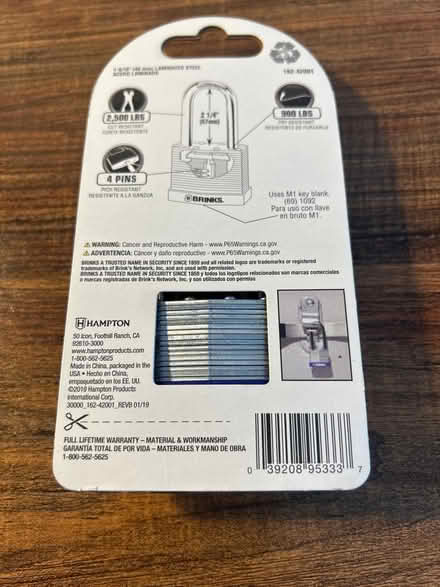 1-9/16" (40 mm) LAMINATED STEEL
ACERO LAMINADO
162-42001
2,500 LBS
CUT RESISTANT
CORTE RESISTENTE
2 1/4"
(57mm)
900 LBS
PRY RESISTANT
RESISTENTE DE FORZARLA
4 PINS
PICK RESISTANT
RESISTENTE A LA GANZUA
BRINKS
Uses M1 key blank.
(69) 1092
Para uso con llave
en bruto M1.
WARNING: Cancer and Reproductive Harm - www.P65Warnings.ca.gov
ADVERTENCIA: Cáncer y daño reproductivo - www.P65Warnings.ca.gov
BRINKS A TRUSTED NAME IN SECURITY SINCE 1859 and all related logos are trademarks or registered
trademarks of Brink's Network, Inc. and are used with permission.
BRINKS A TRUSTED NAME IN SECURITY SINCE 1859 y todos los logotipos relacionados son marcas comerciales
o marcas registradas de Brink's Network, Inc. y son utilizados con permiso
HAMPTON
50 Icon, Foothill Ranch, CA
92610-3000
www.hamptonproducts.com
1-800-562-5625
Made in China, packaged in the
USA • Hecho en China,
empaquetado en los EE. UU.
©2019 Hampton Products
International Corp.
30000_162-42001_REVB 01/19
FULL LIFETIME WARRANTY – MATERIAL & WORKMANSHIP
GARANTÍA TOTAL DE POR VIDA – MATERIALES Y MANO DE OBRA
1-800-562-5625
0 39208 95333 7